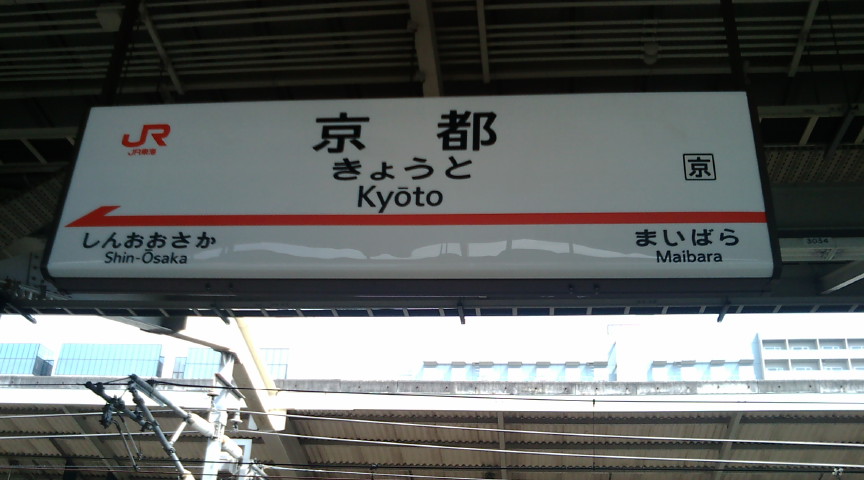 JR
JR東海
京都
京
きょうと
Kyōto
しんおおさか
まいばら
Shin-Ōsaka
Maibara